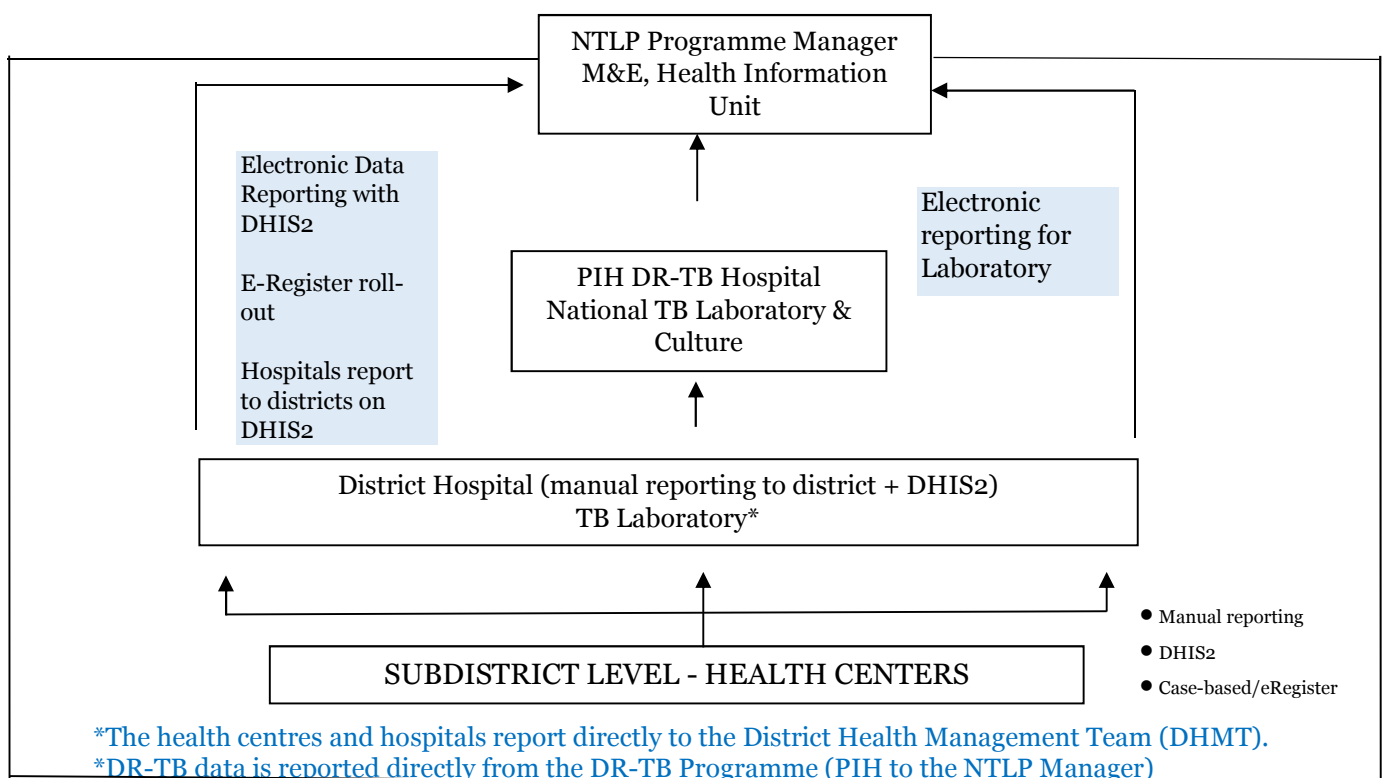 NTLP Programme Manager
M&E, Health Information
Unit
Electronic Data
Reporting with
DHIS2
E-Register roll-
out
Hospitals report
to districts on
DHIS2
Electronic
reporting for
Laboratory
PIH DR-TB Hospital
National TB Laboratory &
Culture
District Hospital (manual reporting to district + DHIS2)
TB Laboratory*
• Manual reporting
• DHIS2
• Case-based/eRegister
SUBDISTRICT LEVEL - HEALTH CENTERS
*The health centres and hospitals report directly to the District Health Management Team (DHMT).
*DR-TB data is reported directly from the DR-TB Programme (PIH to the NTLP Manager)